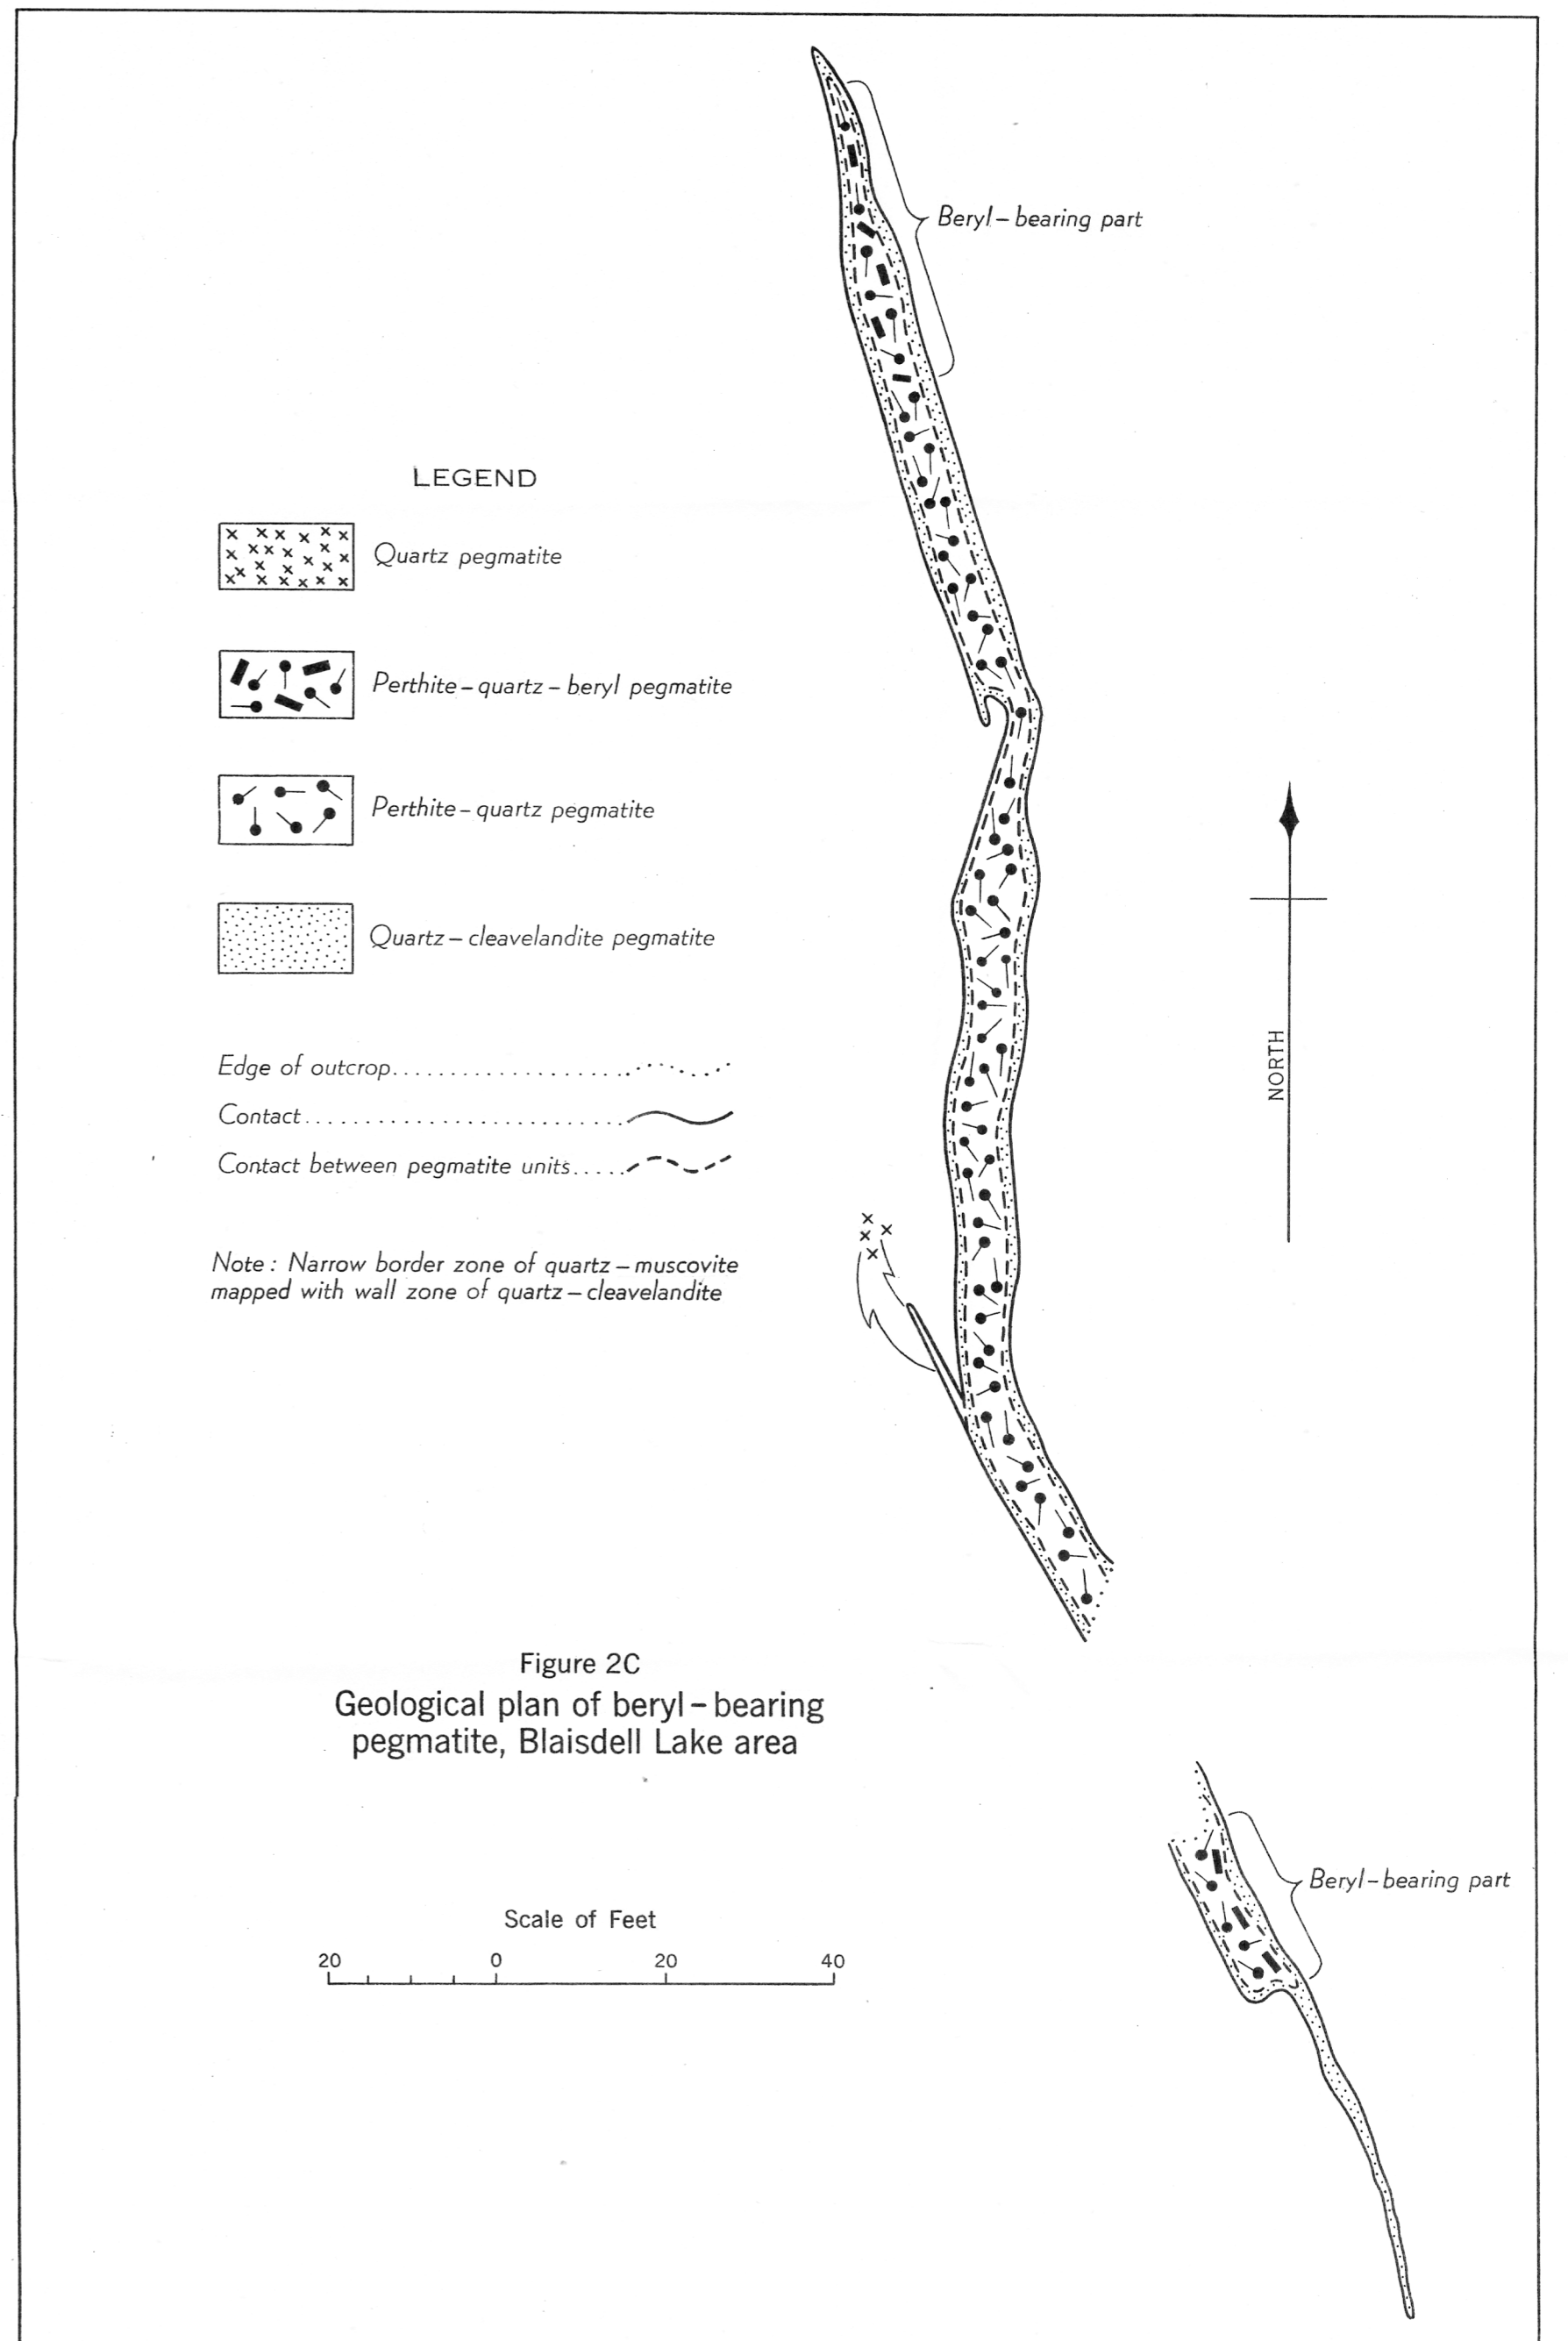 Beryl – bearing part
LEGEND
Quartz pegmatite
Perthite – quartz – beryl pegmatite
Perthite – quartz pegmatite
Quartz – cleavelandite pegmatite
Edge of outcrop
Contact
Contact between pegmatite units
Note : Narrow border zone of quartz – muscovite
mapped with wall zone of quartz – cleavelandite
NORTH
Figure 2C
Geological plan of beryl – bearing
pegmatite, Blaisdell Lake area
Beryl – bearing part
Scale of Feet
20 0 20 40